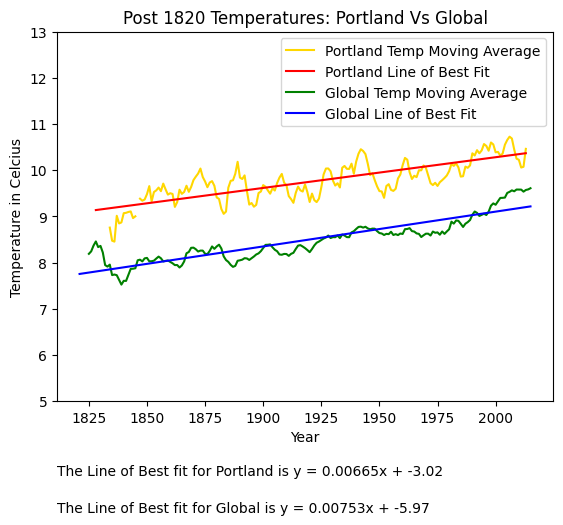 Post 1820 Temperatures: Portland Vs Global
Portland Temp Moving Average
Portland Line of Best Fit
Global Temp Moving Average
Global Line of Best Fit
Temperature in Celcius
13
12
11
10
9
8
7
6
5
1825 1850 1875 1900 1925 1950 1975 2000
Year
The Line of Best fit for Portland is y = 0.00665x + -3.02
The Line of Best fit for Global is y = 0.00753x + -5.97